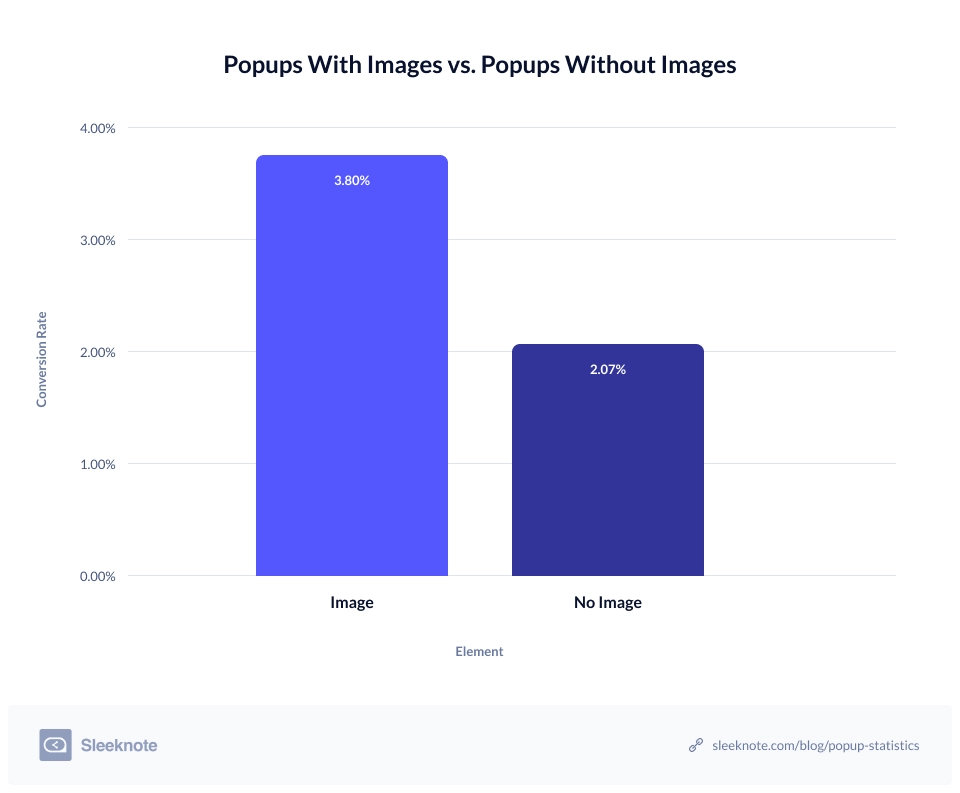 Popups With Images vs. Popups Without Images
4.00%
3.80%
3.00%
Conversion Rate
2.00%
2.07%
1.00%
0.00%
Image
No Image
Element
Sleeknote
sleeknote.com/blog/popup-statistics